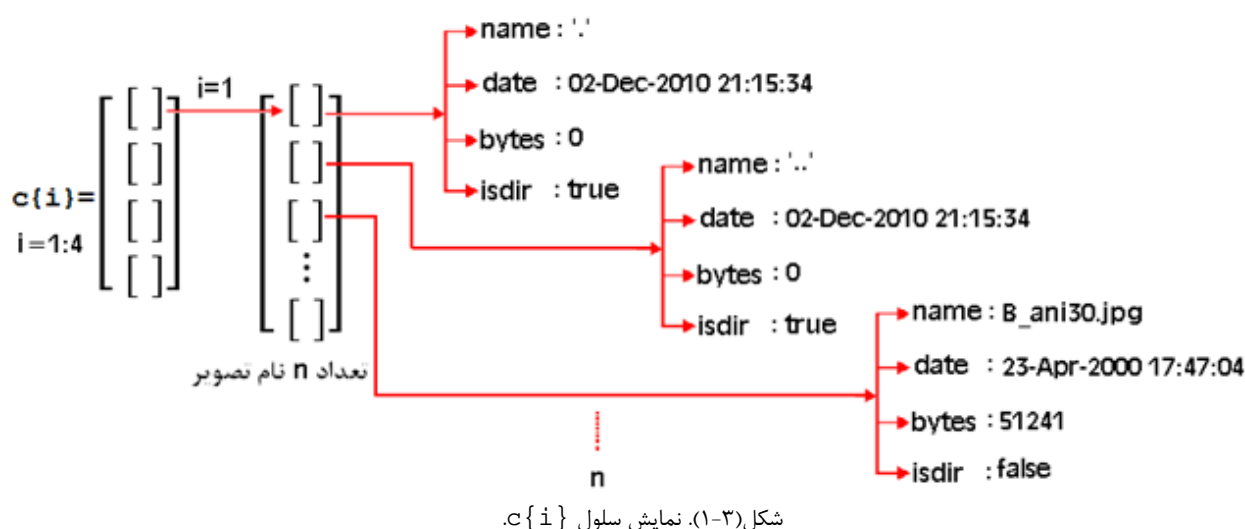 c{i}=
i=1:4
i=1
تعداد n نام تصویر
name : '.'
date : 02-Dec-2010 21:15:34
bytes : 0
isdir : true
name : '..'
date : 02-Dec-2010 21:15:34
bytes : 0
isdir : true
name : B_ani30.jpg
date : 23-Apr-2000 17:47:04
bytes : 51241
isdir : false
n
شکل(۳-۱). نمایش سلول c{i}.